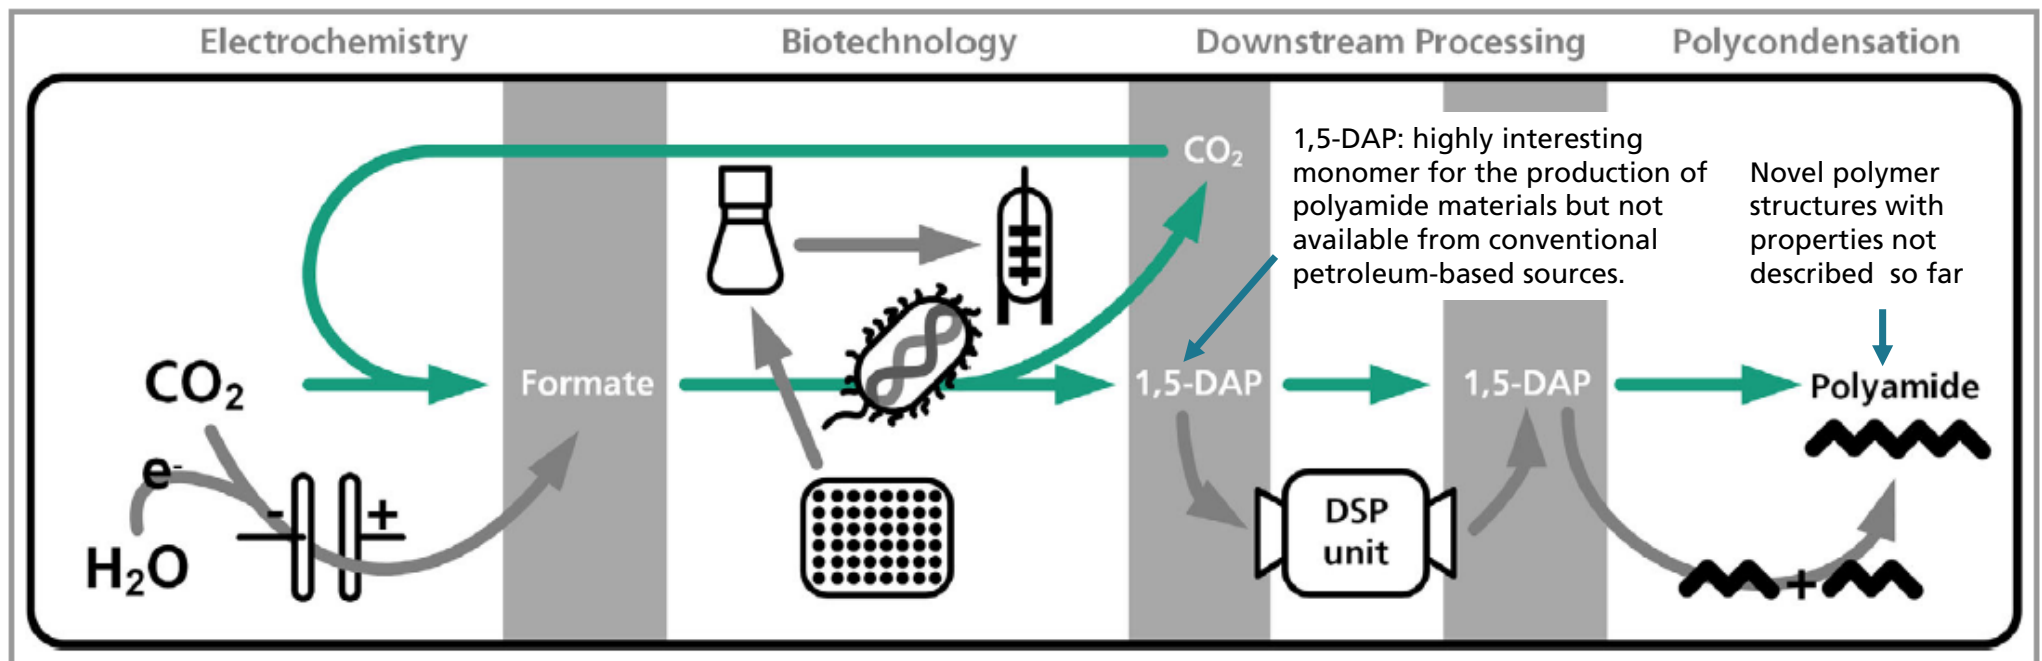 Electrochemistry
Biotechnology
Downstream Processing
Polycondensation
CO₂
1,5-DAP: highly interesting
monomer for the production of
polyamide materials but not
available from conventional
petroleum-based sources.
Novel polymer
structures with
properties not
described  so far
CO₂
Formate
1,5-DAP
1,5-DAP
Polyamide
e⁻
- +
H₂O
DSP
unit
+